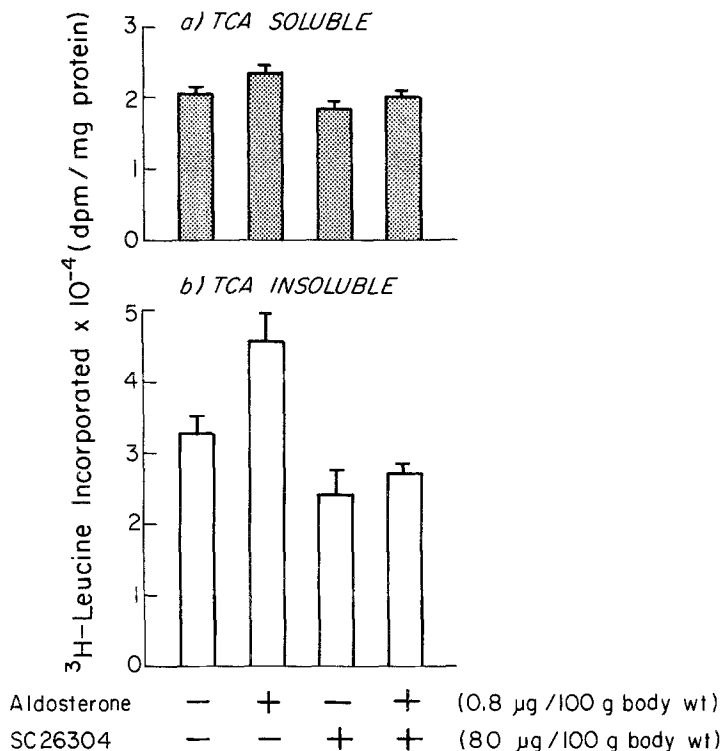 a) TCA SOLUBLE
3
2
1
0
b) TCA INSOLUBLE
5
4
3
2
1
0
³H-Leucine Incorporated x 10⁻⁴ (dpm/mg protein)
Aldosterone − + − + (0.8 µg/100 g body wt)
SC26304 − − + + (80 µg/100 g body wt)